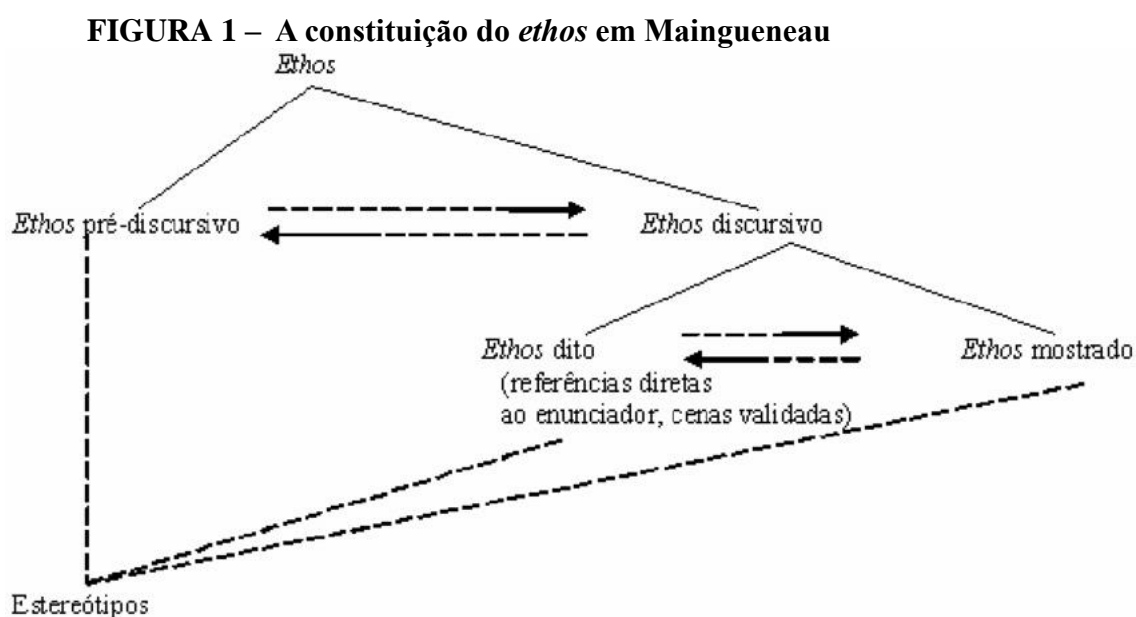 FIGURA 1 – A constituição do ethos em Maingueneau
Ethos
Ethos pré-discursivo
Ethos discursivo
Ethos dito
Ethos mostrado
(referências diretas
ao enunciador, cenas validadas)
Estereótipos